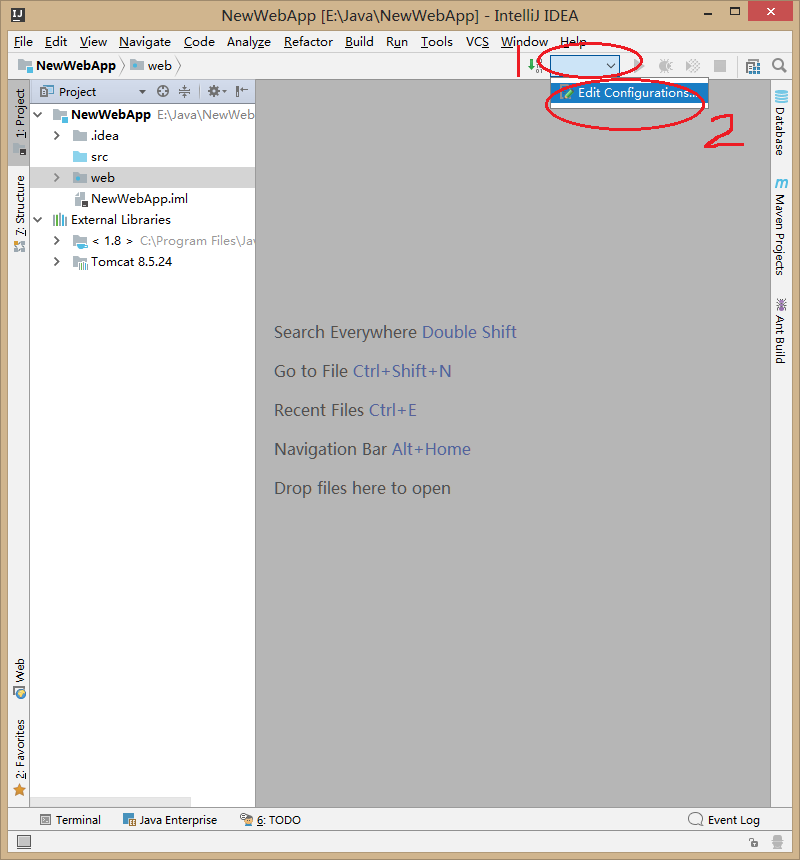 NewWebApp [E:\Java\NewWebApp] - IntelliJ IDEA
File Edit View Navigate Code Analyze Refactor Build Run Tools VCS Window Help
NewWebApp web
1
Project
Edit Configurations...
2
1: Project
7: Structure
Web
2: Favorites
NewWebApp E:\Java\NewWeb
.idea
src
web
NewWebApp.iml
External Libraries
< 1.8 > C:\Program Files\Jav
Tomcat 8.5.24
Search Everywhere Double Shift
Go to File Ctrl+Shift+N
Recent Files Ctrl+E
Navigation Bar Alt+Home
Drop files here to open
Database
Maven Projects
Ant Build
Terminal Java Enterprise 6: TODO Event Log